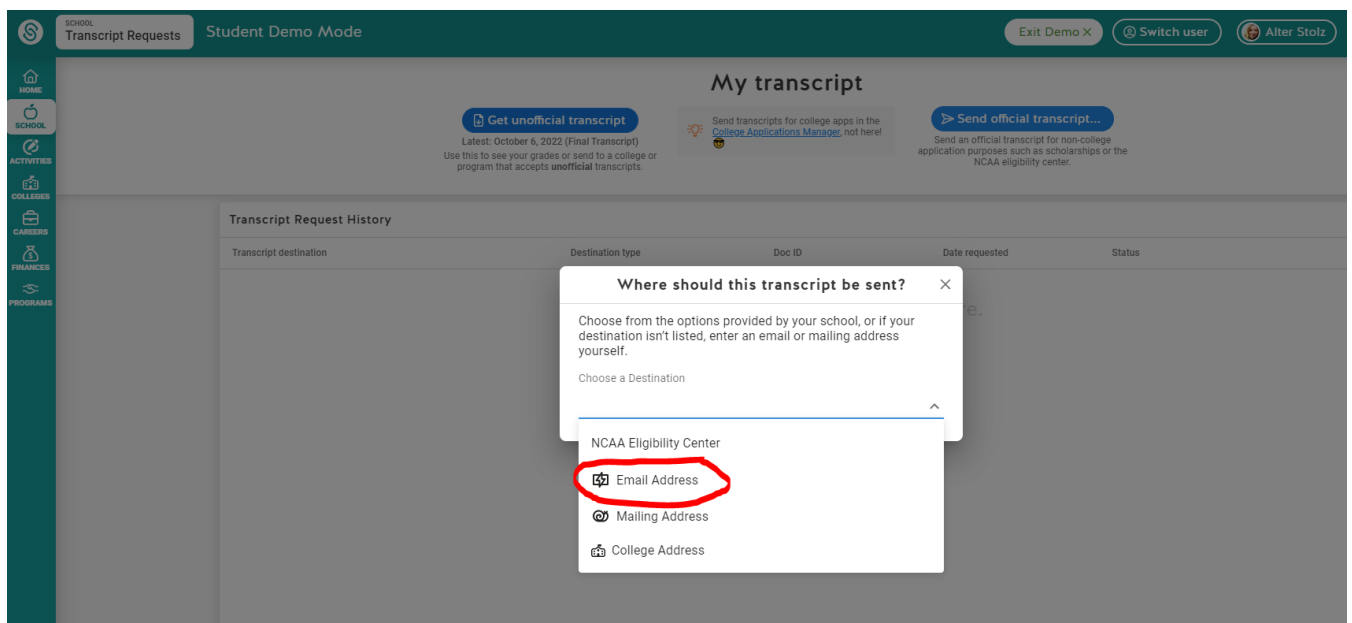 SCHOOL
Transcript Requests
Student Demo Mode
Exit Demo ×
Switch user
Alter Stolz
HOME
SCHOOL
ACTIVITIES
COLLEGES
CAREERS
FINANCES
PROGRAMS
My transcript
Get unofficial transcript
Latest: October 6, 2022 (Final Transcript)
Use this to see your grades or send to a college or
program that accepts unofficial transcripts.
Send transcripts for college apps in the
College Applications Manager, not here!
Send official transcript...
Send an official transcript for non-college
application purposes such as scholarships or the
NCAA eligibility center.
Transcript Request History
Transcript destination
Destination type
Doc ID
Date requested
Status
Where should this transcript be sent?
Choose from the options provided by your school, or if your
destination isn't listed, enter an email or mailing address
yourself.
Choose a Destination
NCAA Eligibility Center
Email Address
Mailing Address
College Address